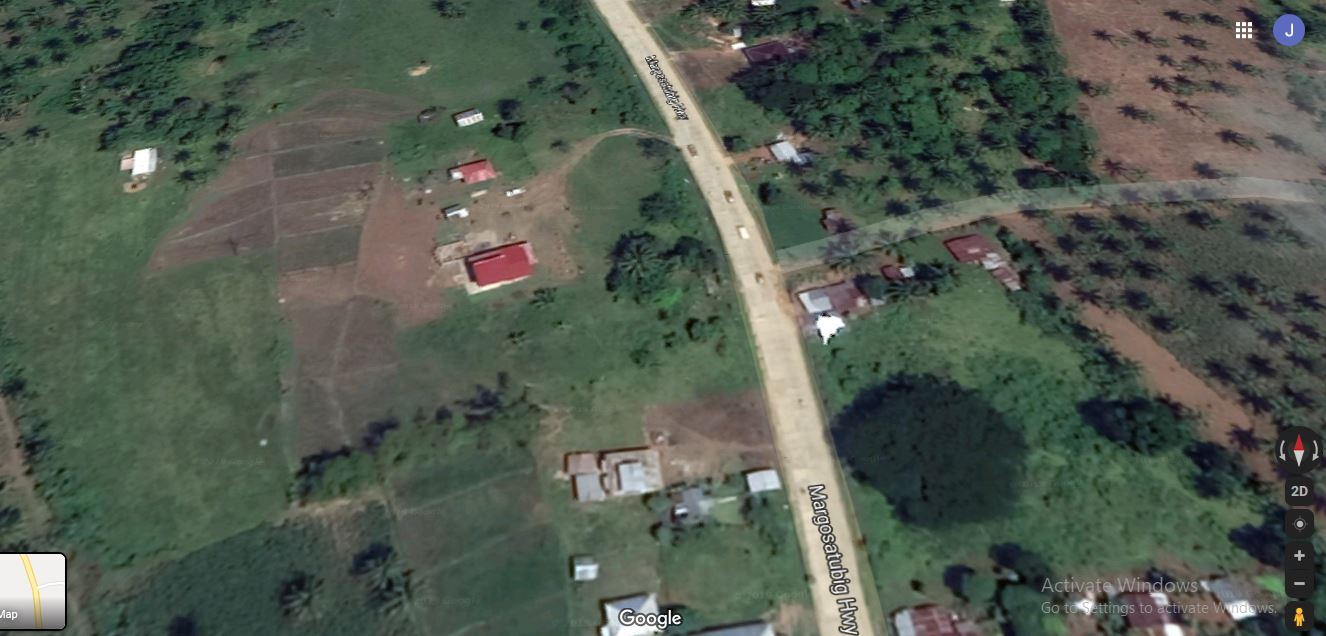 J
Margosatubig Hwy
2D
Margosatubig Hwy
Map
Google
Activate Windows
Go to Settings to activate Windows.